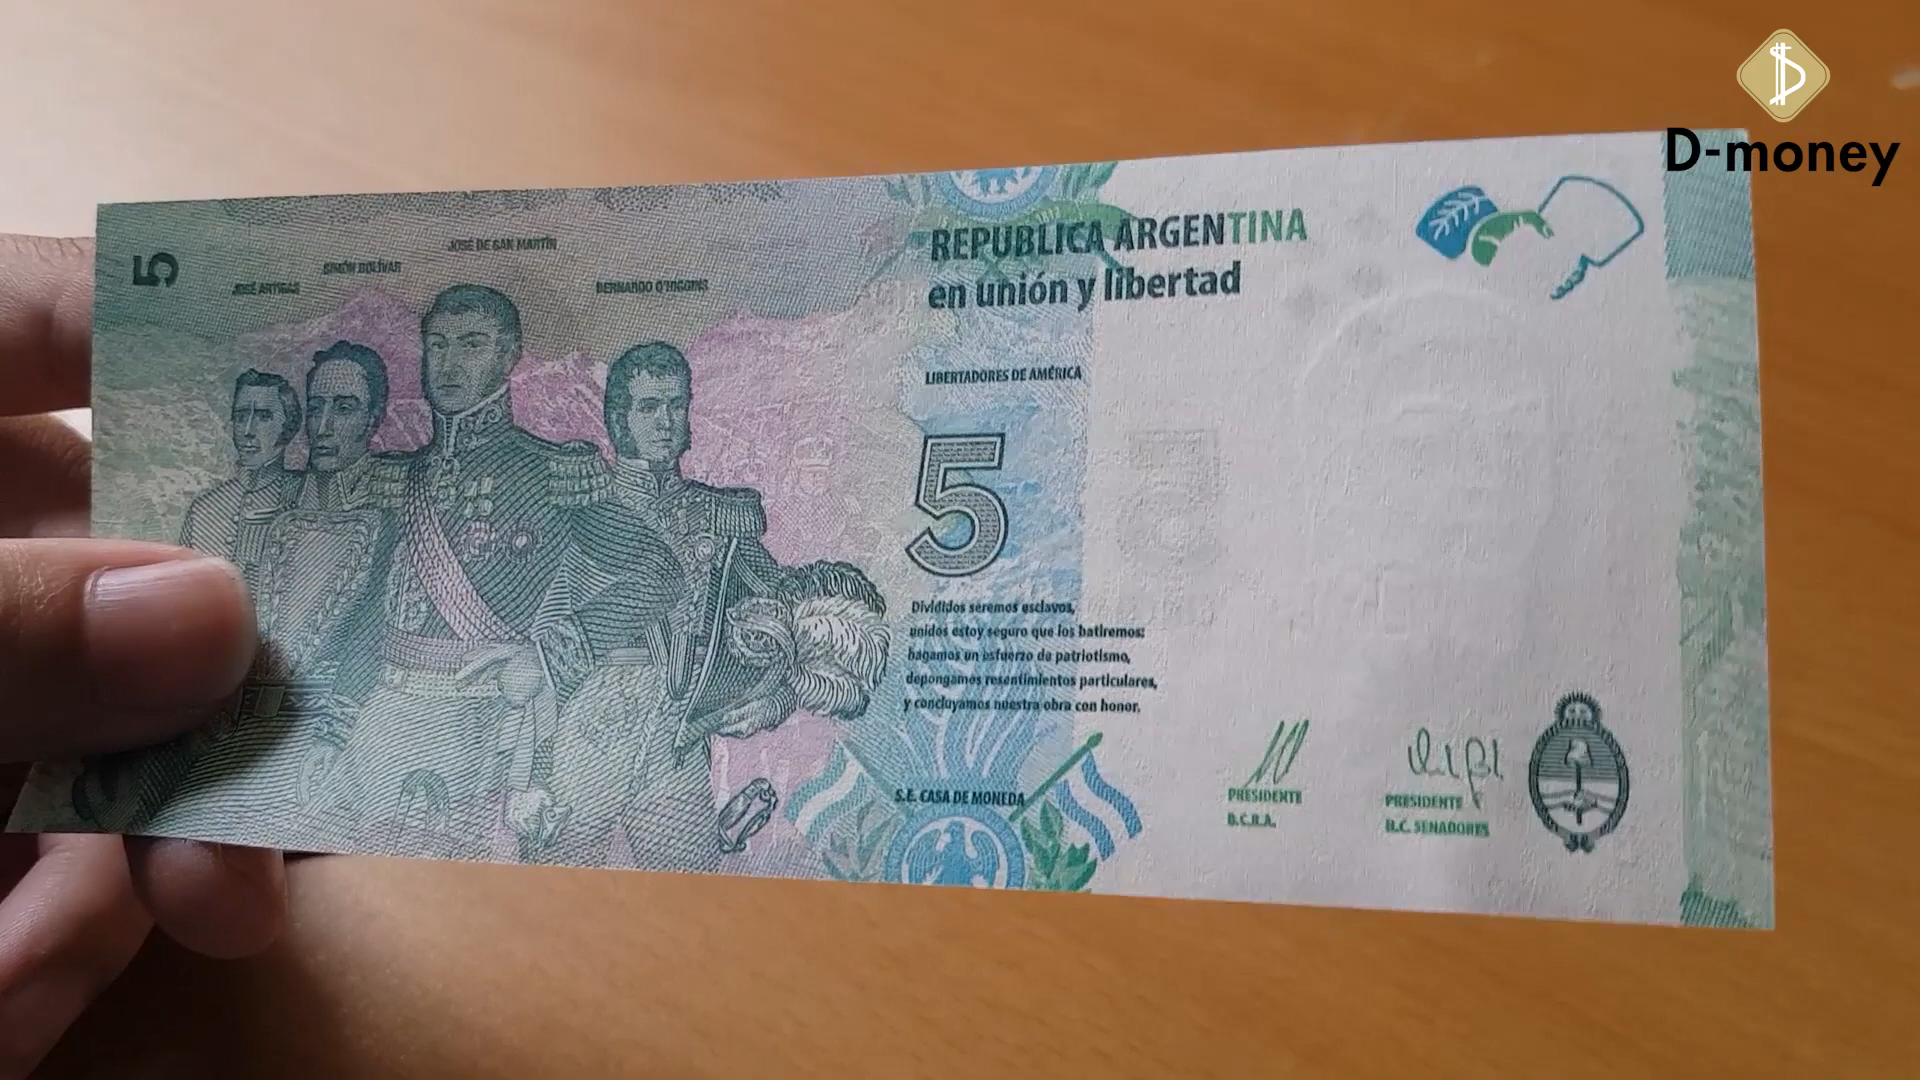 D-money
5
JOSÉ DE SAN MARTÍN
SIMÓN BOLÍVAR
JOSÉ ARTIGAS
BERNARDO O'HIGGINS
REPUBLICA ARGENTINA
en unión y libertad
LIBERTADORES DE AMÉRICA
5
Divididos seremos esclavos,
unidos estoy seguro que los batiremos:
hagamos un esfuerzo de patriotismo,
depongamos resentimientos particulares,
y concluyamos nuestra obra con honor.
S.E. CASA DE MONEDA
PRESIDENTE
B.C.R.A.
PRESIDENTE
H.C. SENADORES